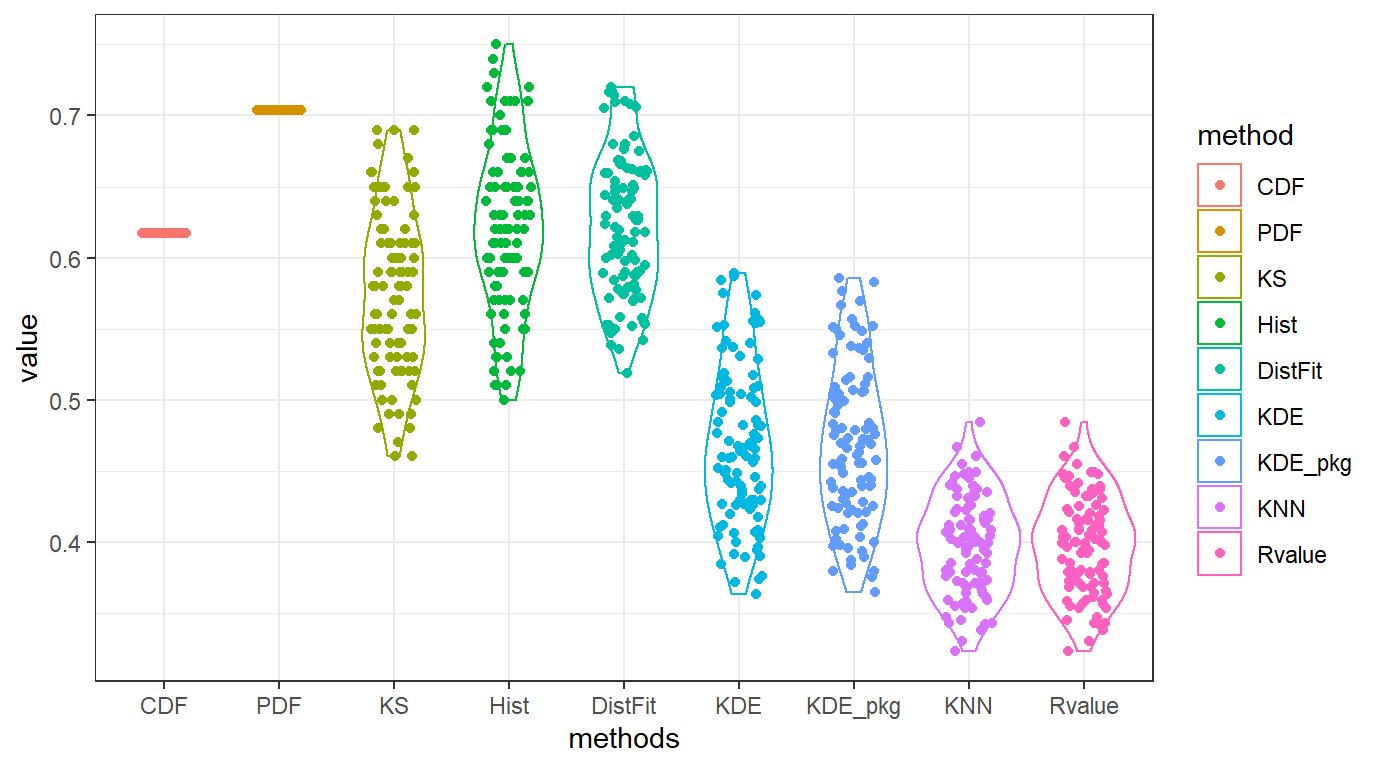 value
0.7
0.6
0.5
0.4
CDF PDF KS Hist DistFit KDE KDE_pkg KNN Rvalue
methods
method
CDF
PDF
KS
Hist
DistFit
KDE
KDE_pkg
KNN
Rvalue